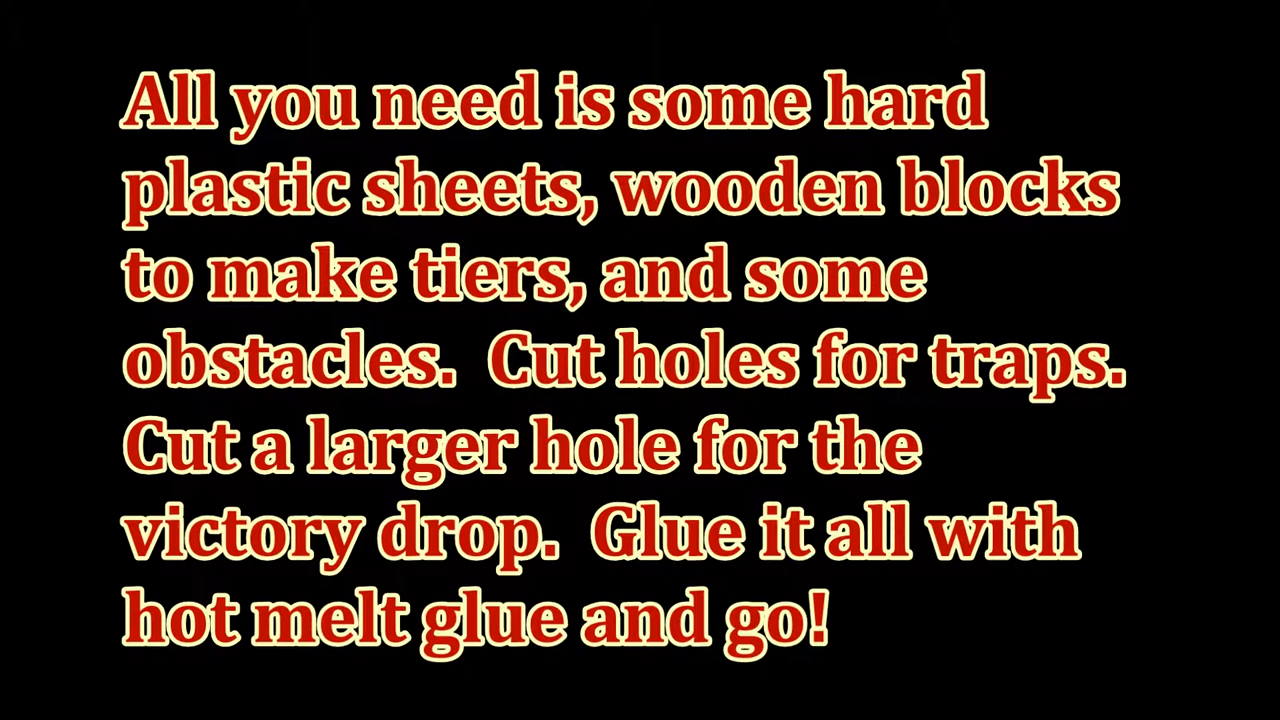 All you need is some hard
plastic sheets, wooden blocks
to make tiers, and some
obstacles.  Cut holes for traps.
Cut a larger hole for the
victory drop.  Glue it all with
hot melt glue and go!